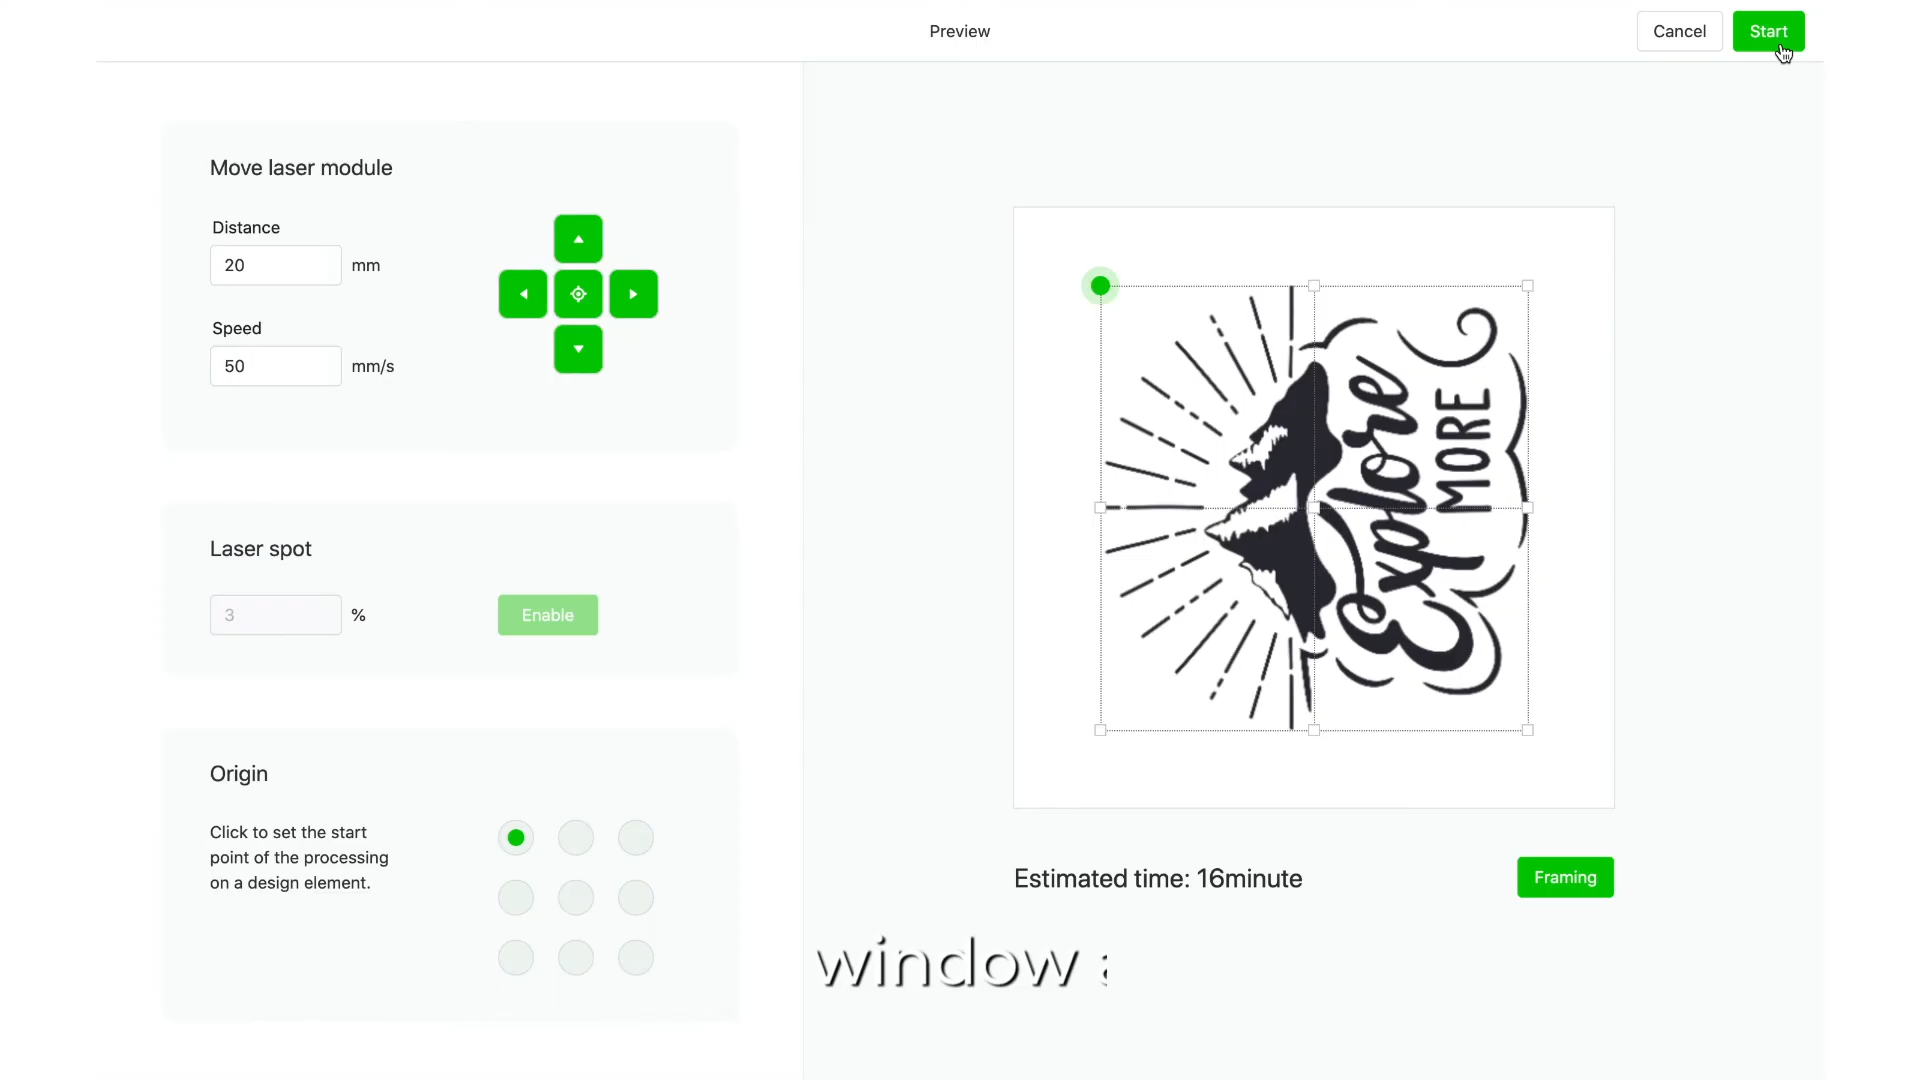 Preview
Cancel
Start
Move laser module
Distance
20 mm
Speed
50 mm/s
Laser spot
3 %
Enable
Origin
Click to set the start
point of the processing
on a design element.
Explore
MORE
Estimated time: 16minute
Framing
window